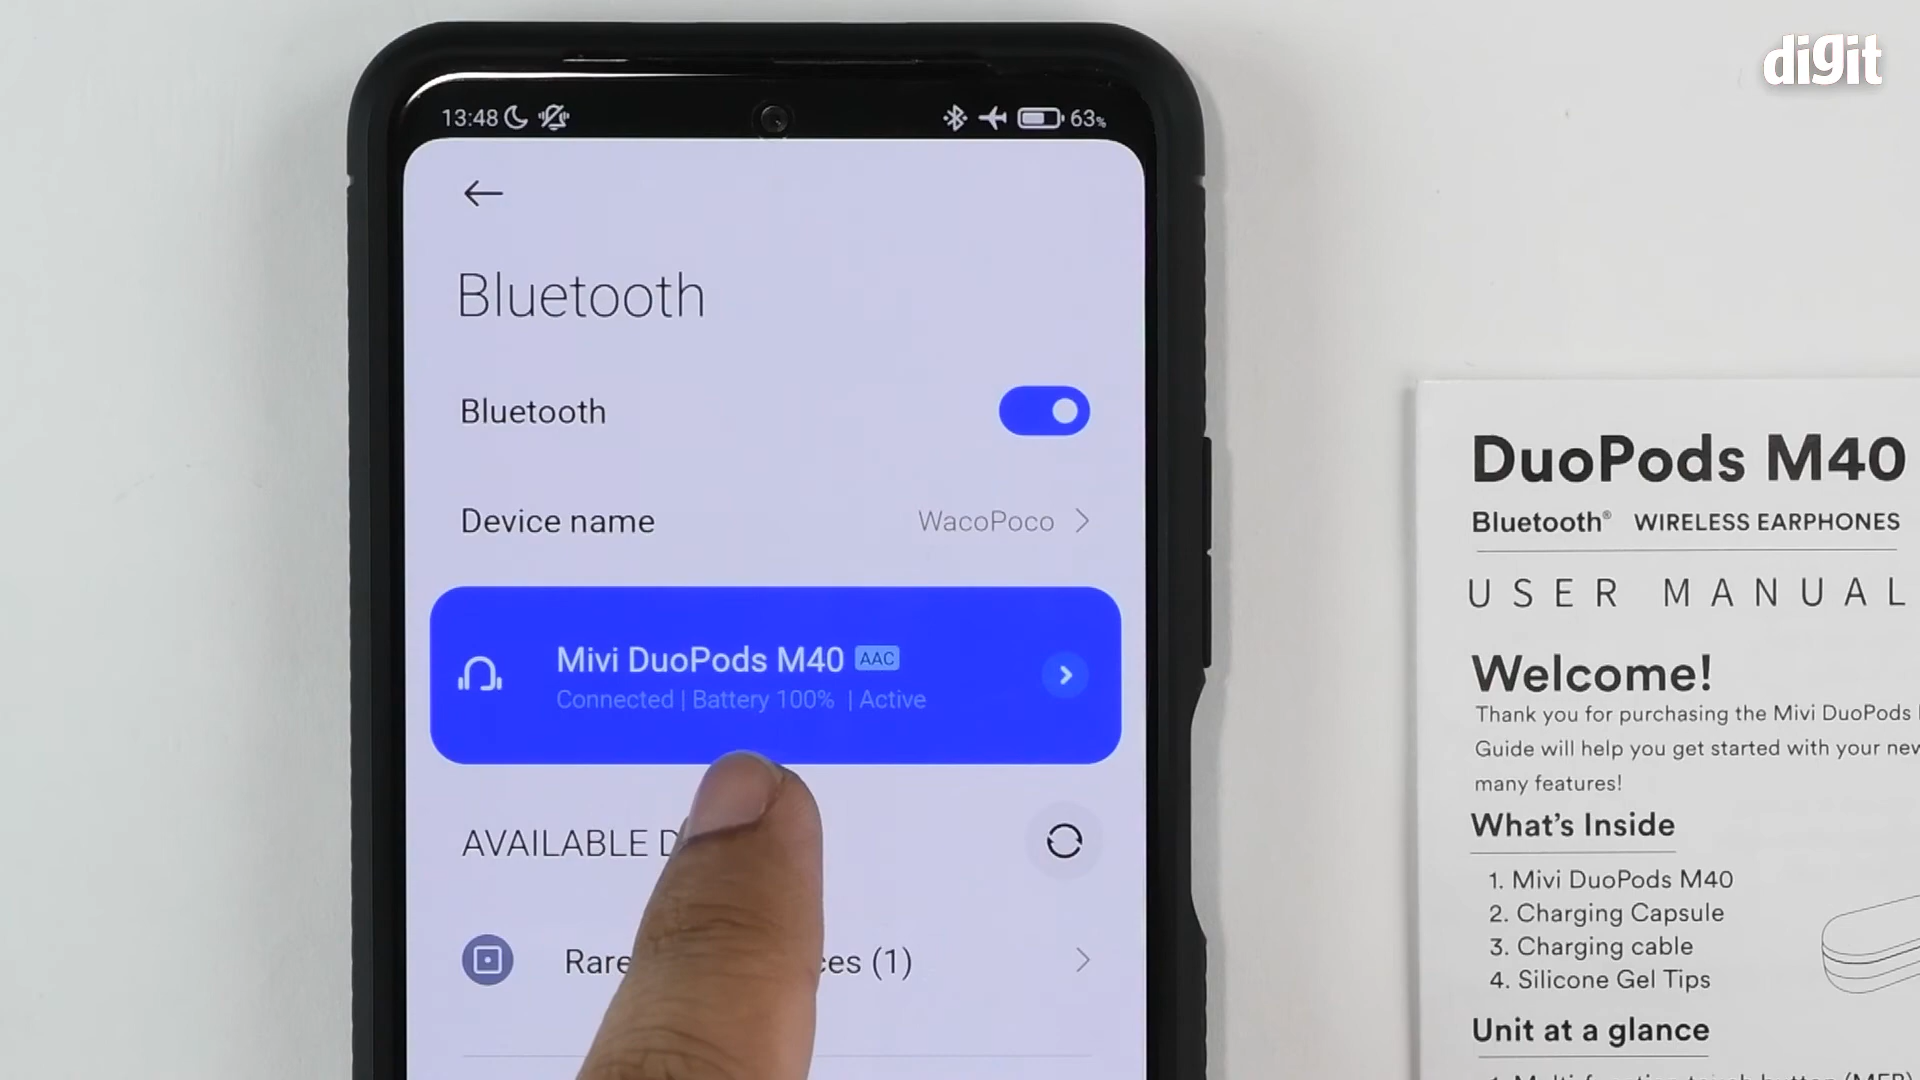 digit
13:48
63%
Bluetooth
Bluetooth
Device name
WacoPoco
Mivi DuoPods M40 AAC
Connected | Battery 100% | Active
AVAILABLE
(1)
DuoPods M40
Bluetooth® WIRELESS EARPHONES
USER MANUAL
Welcome!
Thank you for purchasing the Mivi DuoPods
Guide will help you get started with your new
many features!
What's Inside
1. Mivi DuoPods M40
2. Charging Capsule
3. Charging cable
4. Silicone Gel Tips
Unit at a glance